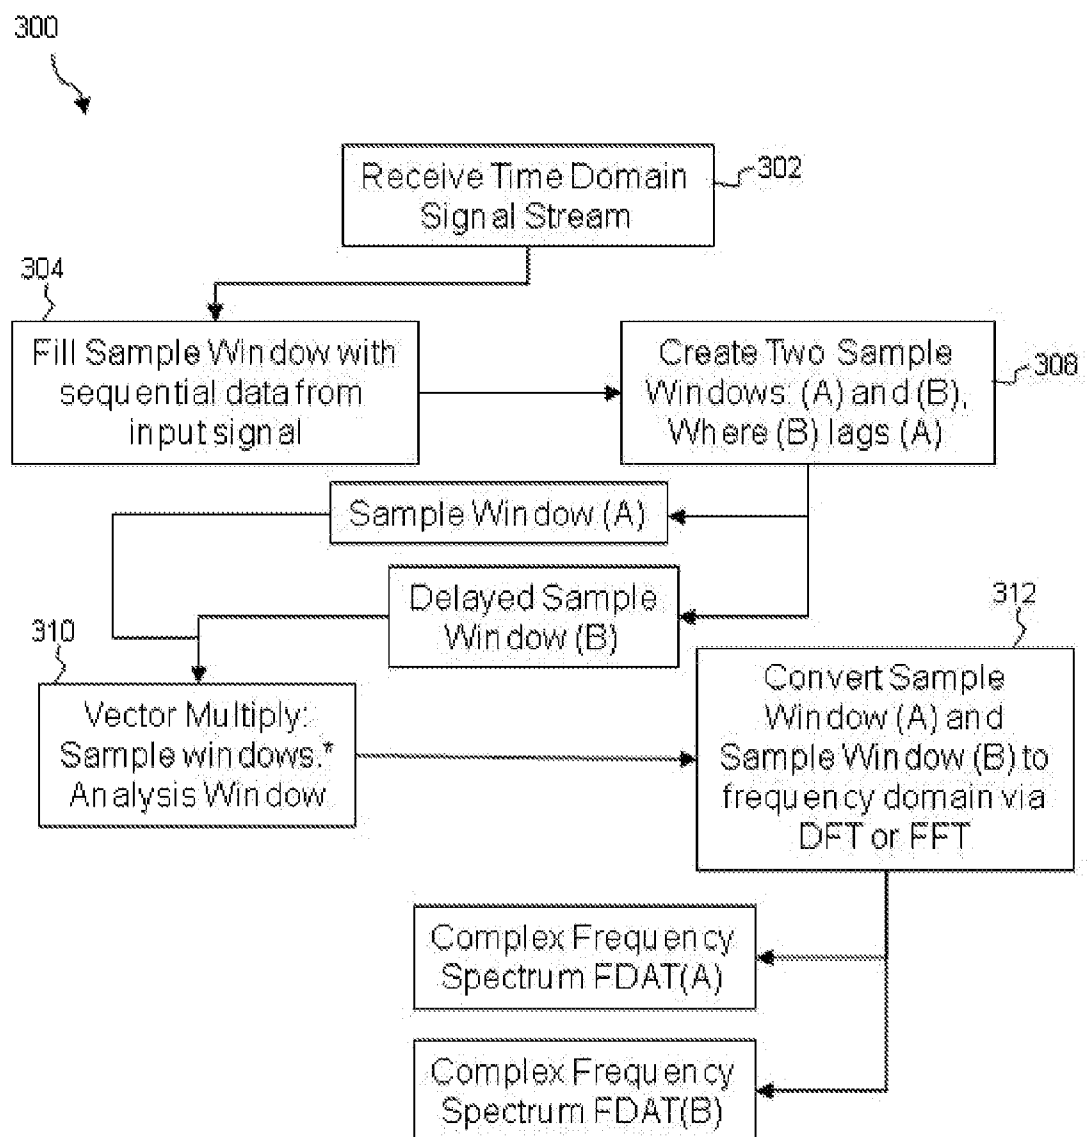 300
Receive Time Domain
Signal Stream
302
304
Fill Sample Window with
sequential data from
input signal
Create Two Sample
Windows: (A) and (B),
Where (B) lags (A)
308
Sample Window (A)
Delayed Sample
Window (B)
310
Vector Multiply:
Sample windows.*
Analysis Window
312
Convert Sample
Window (A) and
Sample Window (B) to
frequency domain via
DFT or FFT
Complex Frequency
Spectrum FDAT(A)
Complex Frequency
Spectrum FDAT(B)